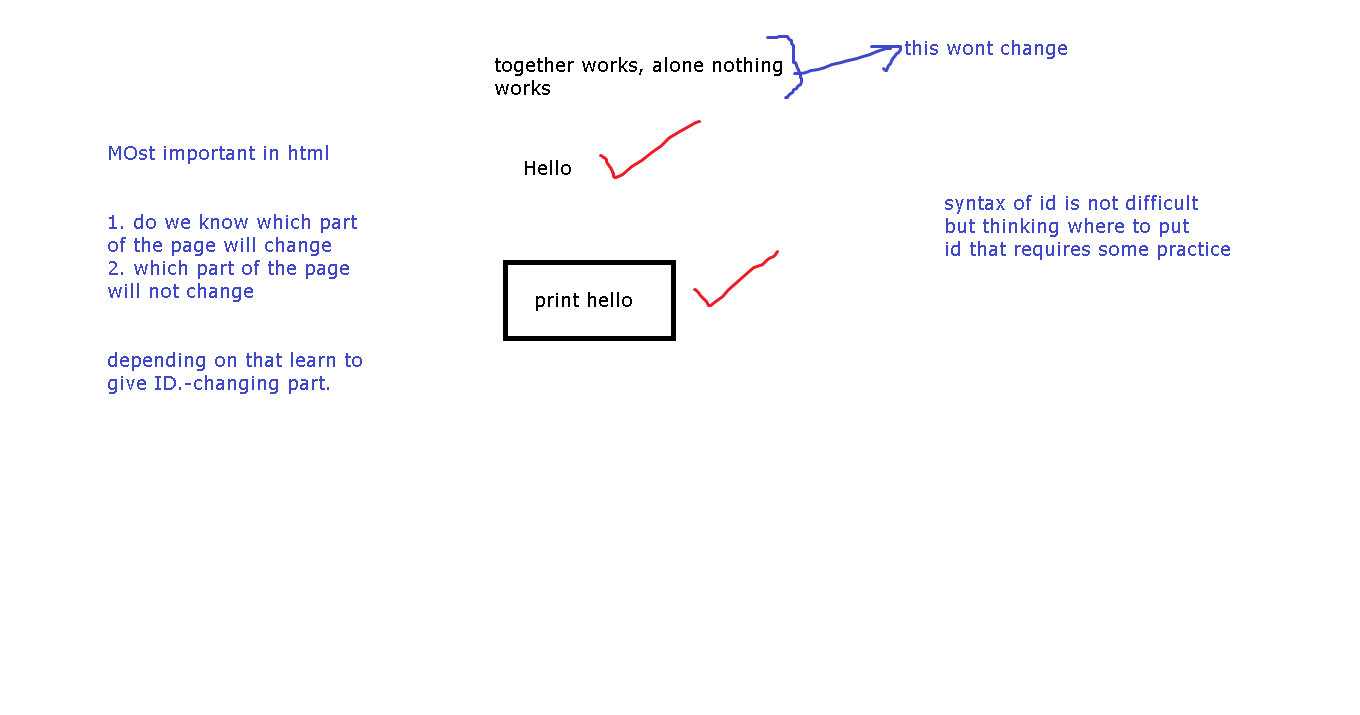 together works, alone nothing
works
this wont change
MOst important in html
Hello
1. do we know which part
of the page will change
2. which part of the page
will not change
syntax of id is not difficult
but thinking where to put
id that requires some practice
print hello
depending on that learn to
give ID.-changing part.